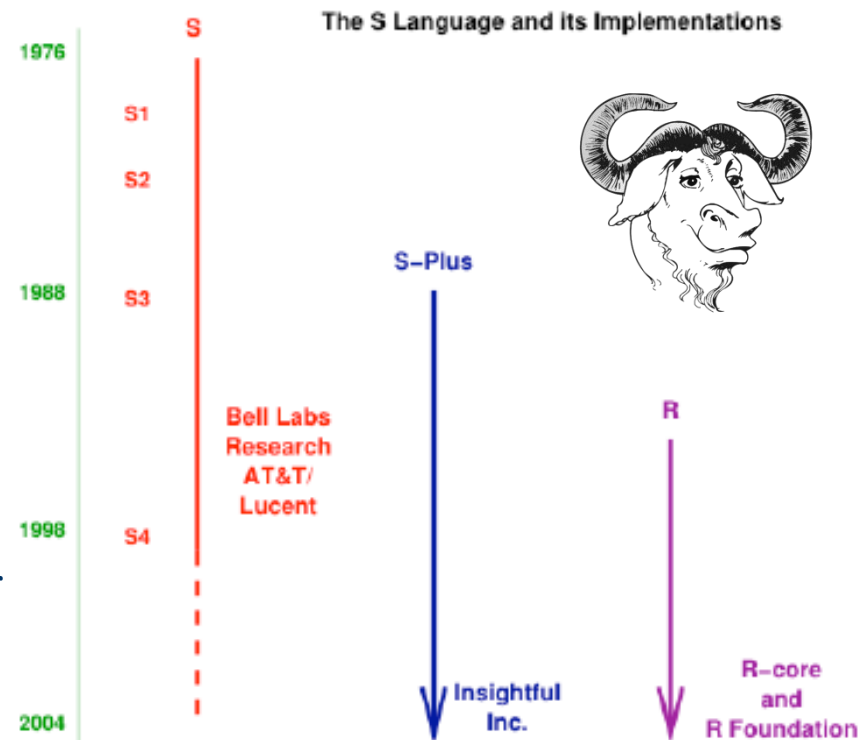 The S Language and its Implementations
S
1976
S1
S2
S-Plus
1988
S3
R
Bell Labs
Research
AT&T/
Lucent
1998
S4
R-core
and
R Foundation
Insightful
Inc.
2004